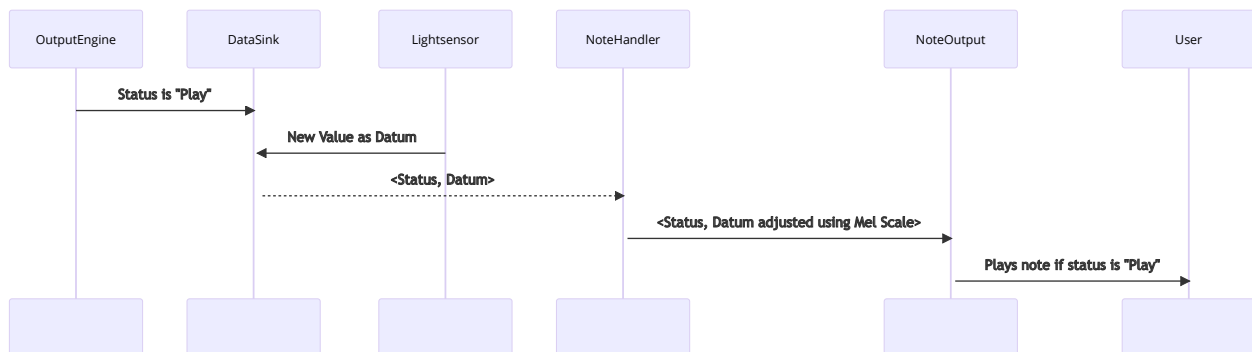 OutputEngine
DataSink
Lightsensor
NoteHandler
NoteOutput
User
Status is "Play"
New Value as Datum
<Status, Datum>
<Status, Datum adjusted using Mel Scale>
Plays note if status is "Play"